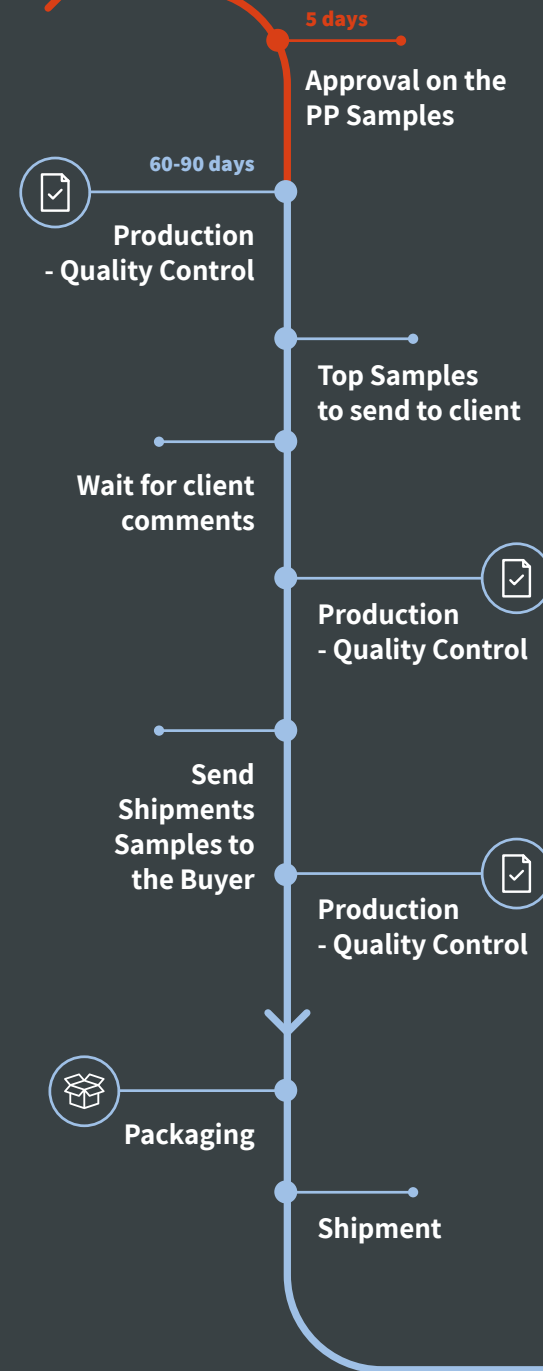 5 days
Approval on the
PP Samples
60-90 days
Production
- Quality Control
Top Samples
to send to client
Wait for client
comments
Production
- Quality Control
Send
Shipments
Samples to
the Buyer
Production
- Quality Control
Packaging
Shipment